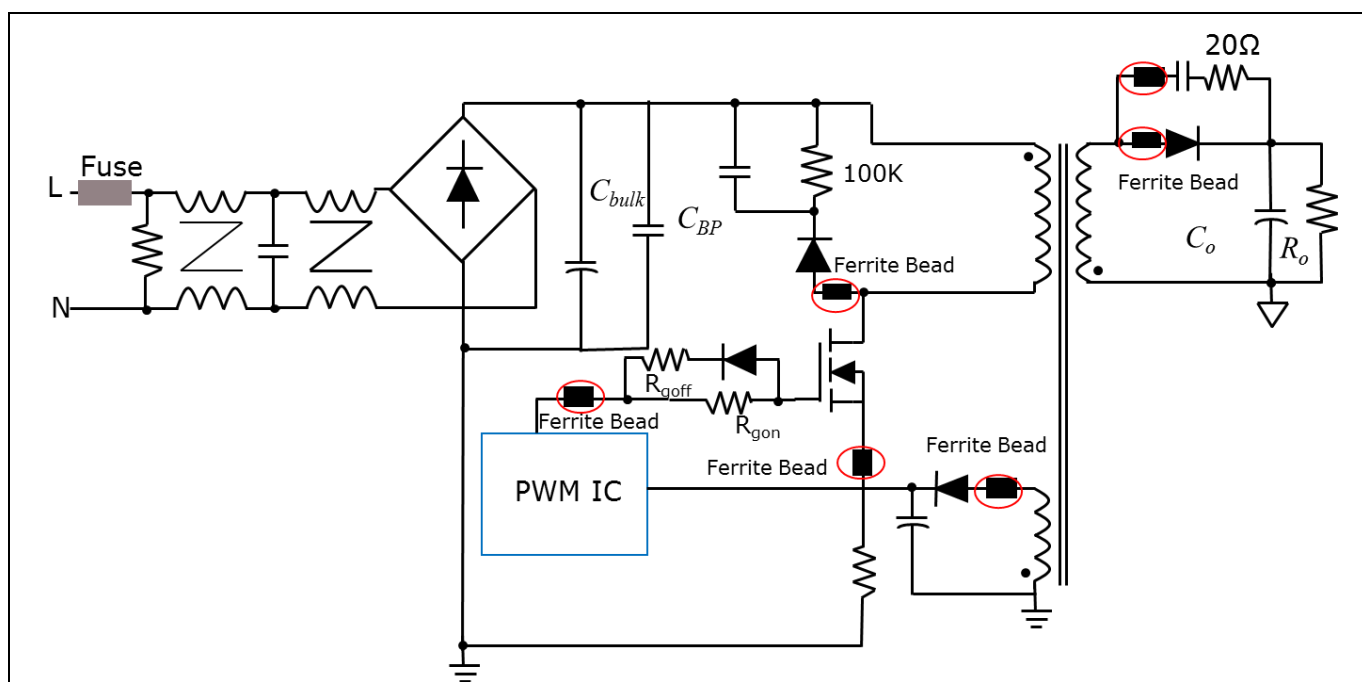 20Ω
Fuse
L
100K
Ferrite Bead
C_bulk
C_BP
C_o
R_o
Ferrite Bead
N
R_goff
Ferrite Bead
R_gon
Ferrite Bead
Ferrite Bead
PWM IC